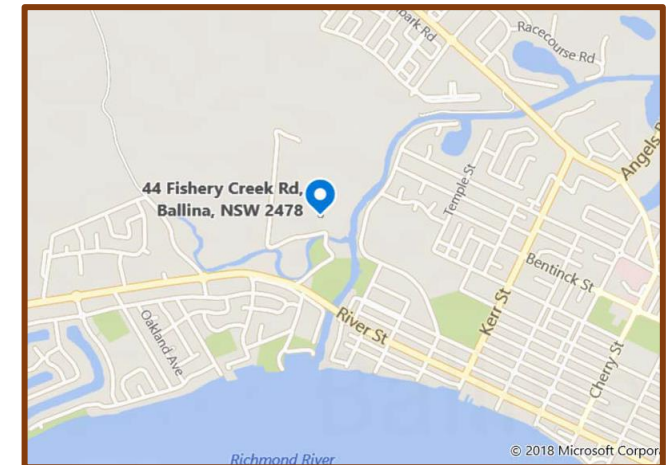 Racecourse Rd
Angels
44 Fishery Creek Rd,
Ballina, NSW 2478
Temple St
Bentinck St
Kerr St
Cherry St
River St
Oakland Ave
Richmond River
© 2018 Microsoft Corpor